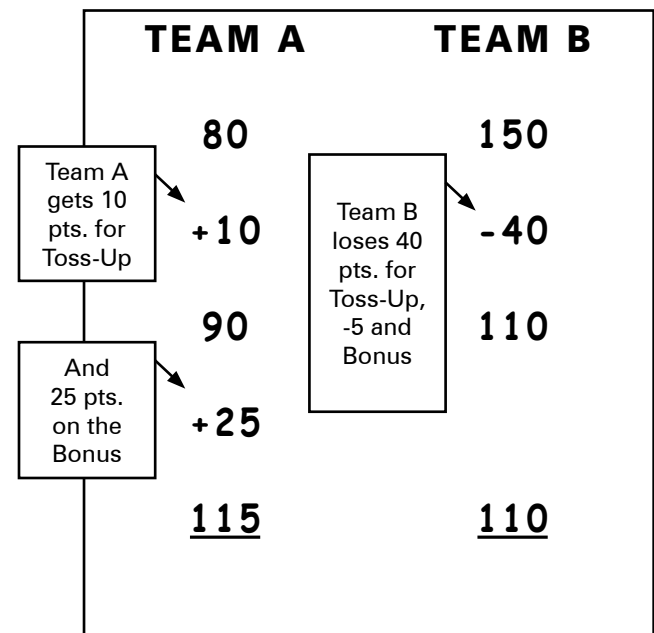 TEAM A TEAM B
80 150
Team A
gets 10
pts. for
Toss-Up
+10
Team B
loses 40
pts. for
Toss-Up,
-5 and
Bonus
-40
90 110
And
25 pts.
on the
Bonus
+25
115 110